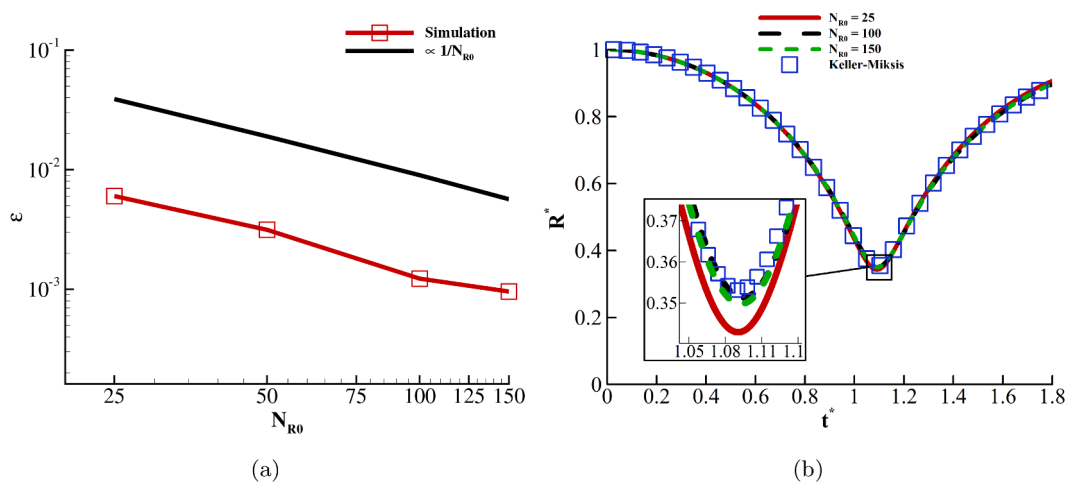 (a)
Simulation
∝ 1/N_R0
10^-1
10^-2
10^-3
ε
25
50
75
100
125
150
N_R0
(b)
N_R0 = 25
N_R0 = 100
N_R0 = 150
Keller-Miksis
1
0.8
0.6
0.4
0.2
0
R*
0.37
0.36
0.35
1.05
1.08
1.11
1.1
0
0.2
0.4
0.6
0.8
1
1.2
1.4
1.6
1.8
t*